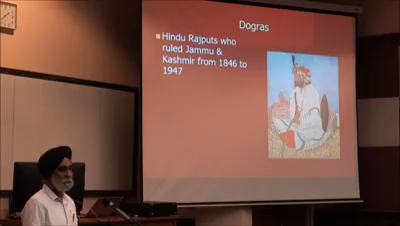 Dogras
Hindu Rajputs who
ruled Jammu &
Kashmir from 1846 to
1947